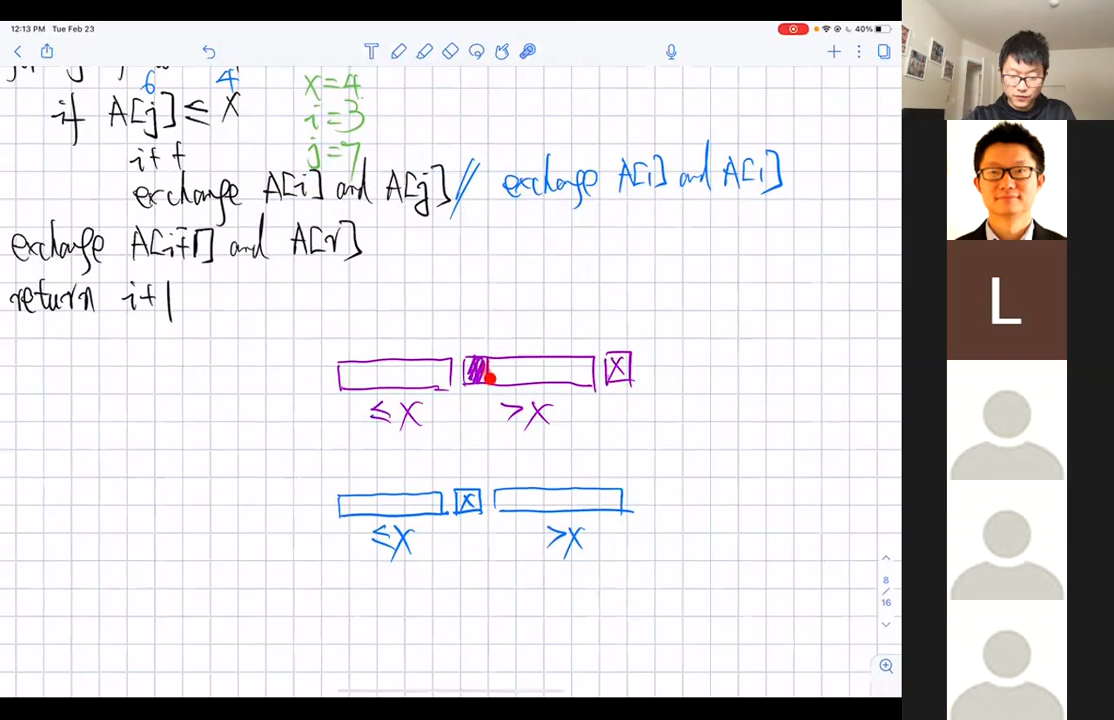 12:13 PM Tue Feb 23
40%
6 4
if A[j] ≤ X
X=4
i=3
j=7
i++
exchange A[i] and A[j] // exchange A[i] and A[i]
exchange A[i+1] and A[r]
return i+1
X
≤X >X
X
≤X >X
L
8
/
16